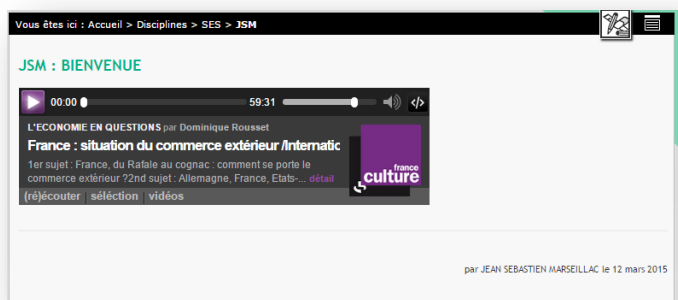 Vous êtes ici : Accueil > Disciplines > SES > JSM
JSM : BIENVENUE
00:00 59:31 </>
L'ECONOMIE EN QUESTIONS par Dominique Rousset
France : situation du commerce extérieur /Internatic
1er sujet : France, du Rafale au cognac : comment se porte le
commerce extérieur ?2nd sujet : Allemagne, France, Etats-... détail
france
culture
(ré)écouter | séléction | vidéos
par JEAN SEBASTIEN MARSEILLAC le 12 mars 2015